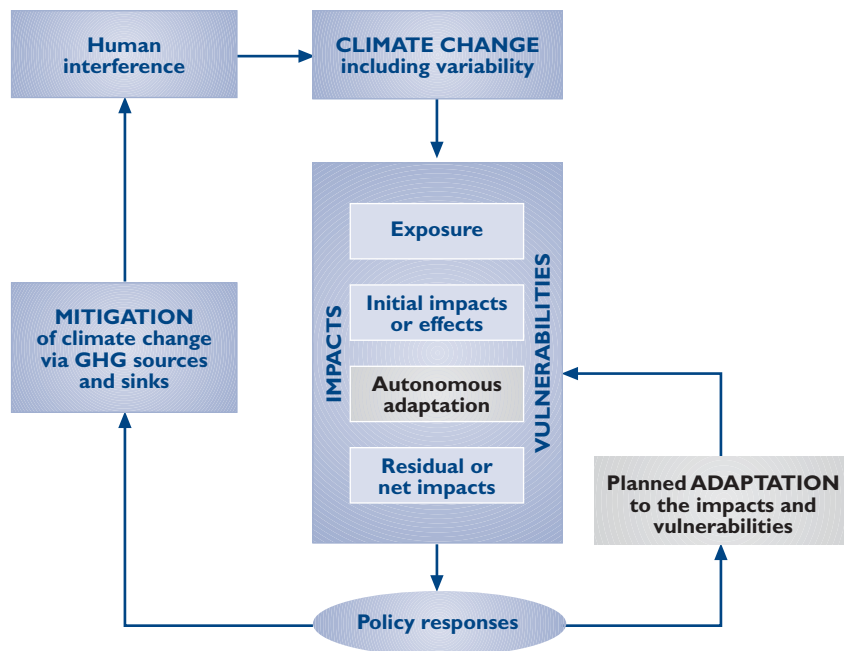 Human
interference
CLIMATE CHANGE
including variability
IMPACTS
Exposure
Initial impacts
or effects
Autonomous
adaptation
Residual or
net impacts
VULNERABILITIES
MITIGATION
of climate change
via GHG sources
and sinks
Planned ADAPTATION
to the impacts and
vulnerabilities
Policy responses